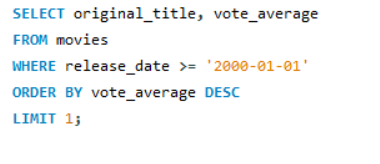 SELECT original_title, vote_average
FROM movies
WHERE release_date >= '2000-01-01'
ORDER BY vote_average DESC
LIMIT 1;